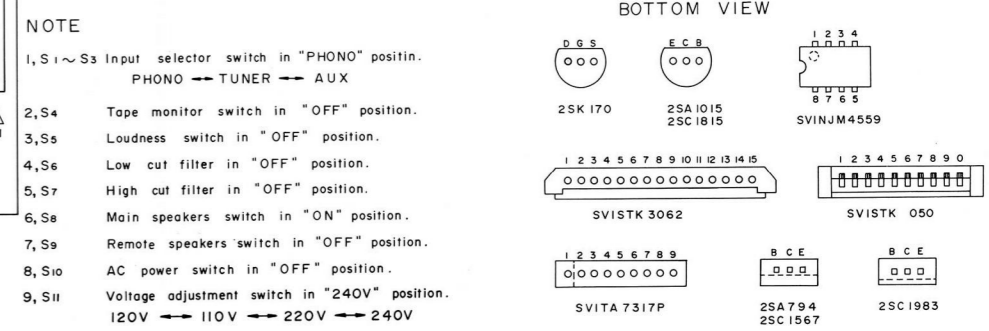 NOTE
1, S1~S3 Input selector switch in "PHONO" positin.
PHONO ↔ TUNER ↔ AUX
2, S4 Tape monitor switch in "OFF" position.
3, S5 Loudness switch in "OFF" position.
4, S6 Low cut filter in "OFF" position.
5, S7 High cut filter in "OFF" position.
6, S8 Main speakers switch in "ON" position.
7, S9 Remote speakers switch in "OFF" position.
8, S10 AC power switch in "OFF" position.
9, S11 Voltage adjustment switch in "240V" position.
120V ↔ 110V ↔ 220V ↔ 240V
BOTTOM VIEW
D G S
2SK170
E C B
2SA1015
2SC1815
1 2 3 4
8 7 6 5
SVINJM4559
1 2 3 4 5 6 7 8 9 10 11 12 13 14 15
SVISTK3062
1 2 3 4 5 6 7 8 9 0
SVISTK 050
1 2 3 4 5 6 7 8 9
SVITA7317P
B C E
2SA794
2SC1567
B C E
2SC1983